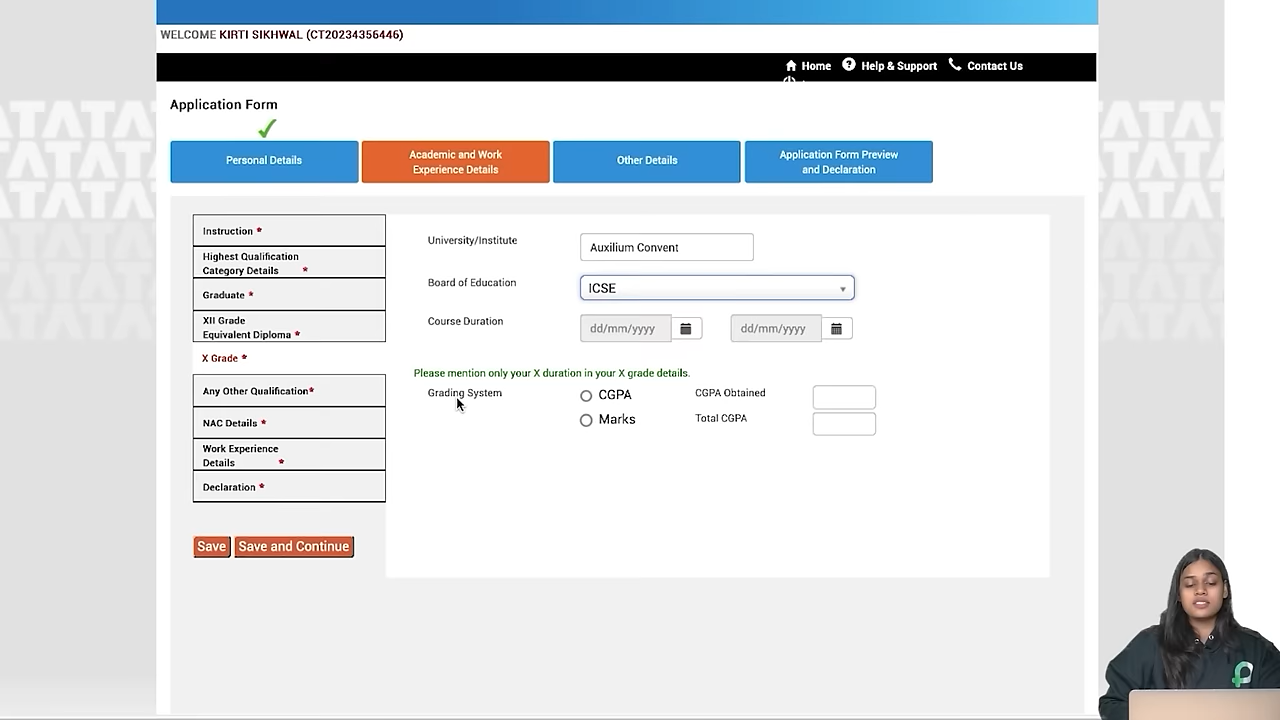 WELCOME KIRTI SIKHWAL (CT20234356446)
Home Help & Support Contact Us
Application Form
Personal Details
Academic and Work
Experience Details
Other Details
Application Form Preview
and Declaration
Instruction *
Highest Qualification
Category Details *
Graduate *
XII Grade
Equivalent Diploma *
X Grade *
Any Other Qualification*
NAC Details *
Work Experience
Details *
Declaration *
Save Save and Continue
University/Institute Auxilium Convent
Board of Education ICSE
Course Duration dd/mm/yyyy dd/mm/yyyy
Please mention only your X duration in your X grade details.
Grading System CGPA CGPA Obtained
Marks Total CGPA